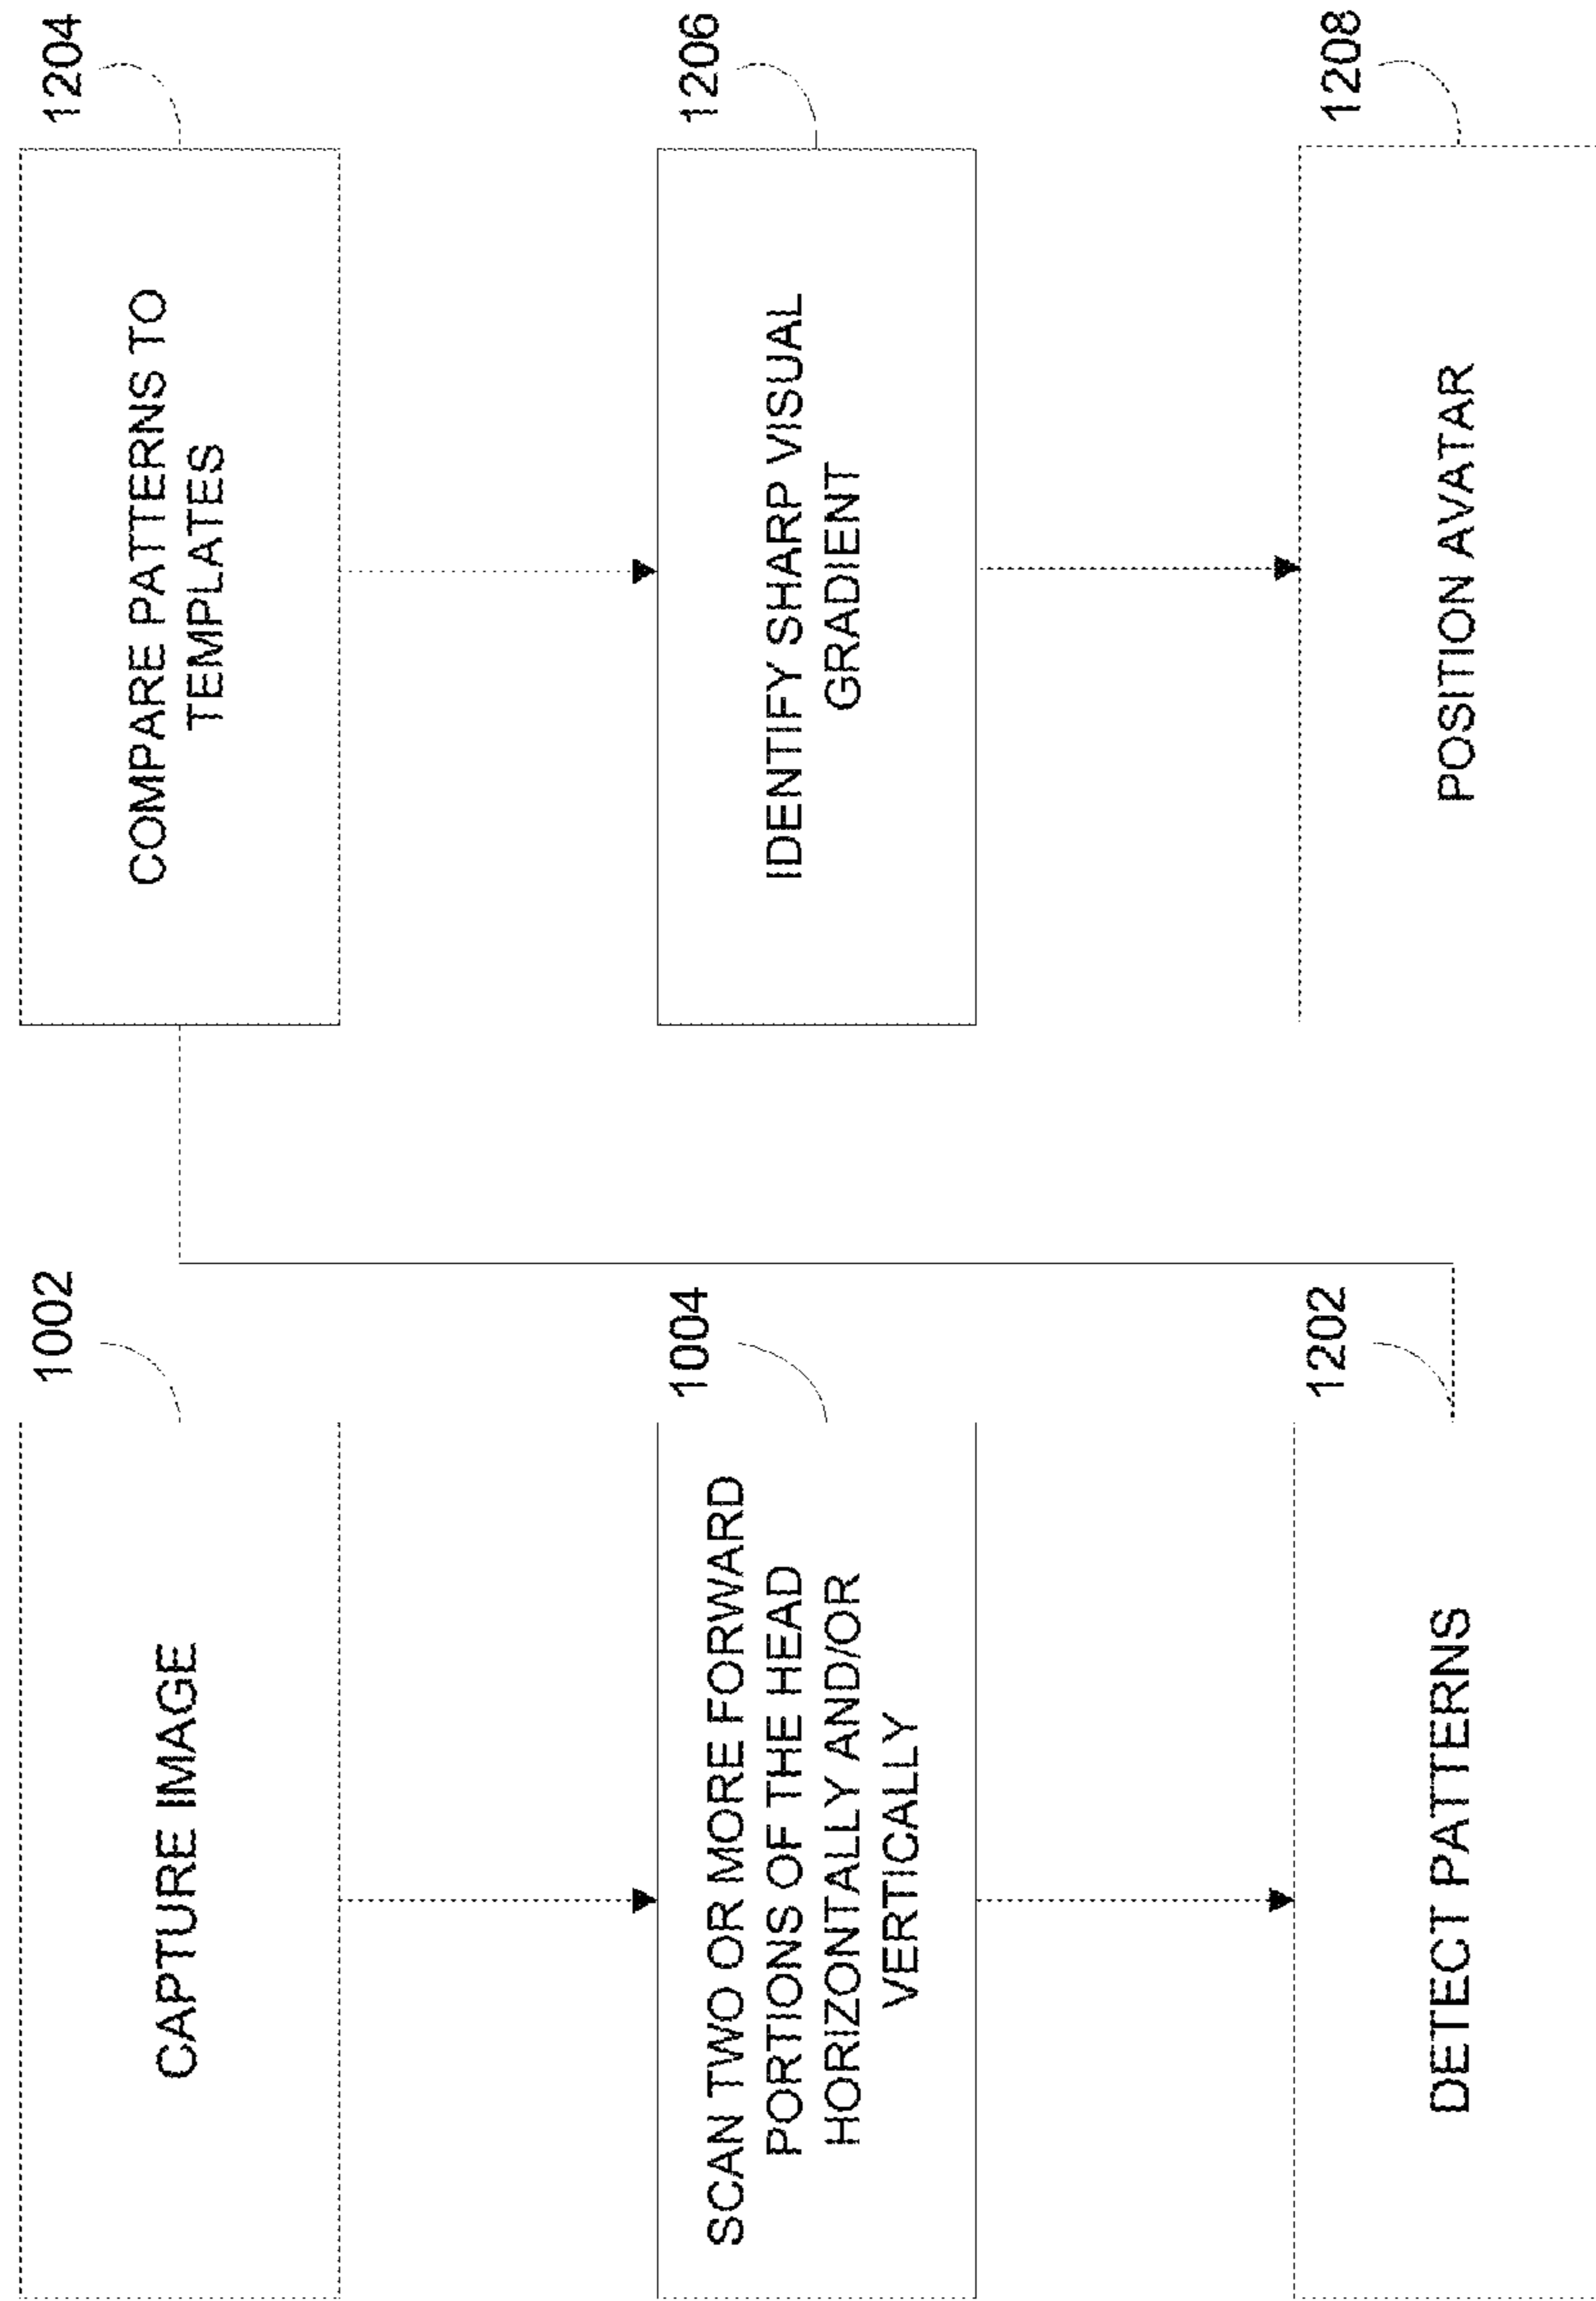 1002
CAPTURE IMAGE
1004
SCAN TWO OR MORE FORWARD
PORTIONS OF THE HEAD
HORIZONTALLY AND/OR
VERTICALLY
1202
DETECT PATTERNS
1204
COMPARE PATTERNS TO
TEMPLATES
1206
IDENTIFY SHARP VISUAL
GRADIENT
1208
POSITION AVATAR